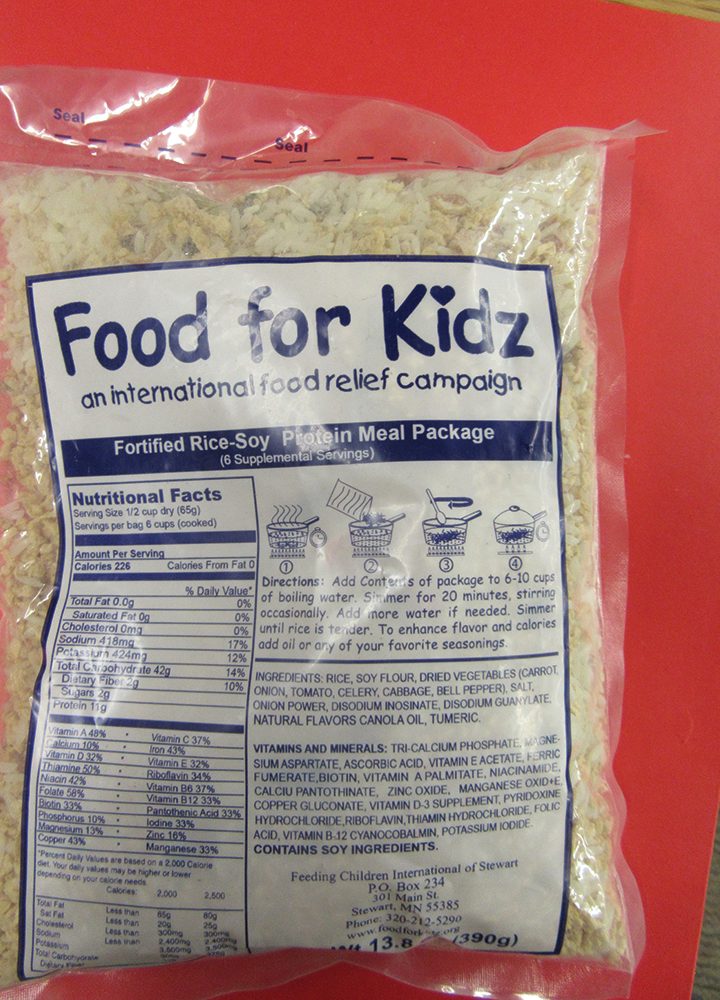 Seal
Seal
Food for Kidz
an international food relief campaign
Fortified Rice-Soy Protein Meal Package
(6 Supplemental Servings)
Nutritional Facts
Serving Size 1/2 cup dry (65g)
Servings per bag 6 cups (cooked)
Amount Per Serving
Calories 226 Calories From Fat 0
% Daily Value*
Total Fat 0.0g 0%
Saturated Fat 0g 0%
Cholesterol 0mg 0%
Sodium 418mg 17%
Potassium 424mg 12%
Total Carbohydrate 42g 14%
Dietary Fiber 2g 10%
Sugars 2g
Protein 11g
Vitamin A 48% • Vitamin C 37%
Calcium 10% • Iron 43%
Vitamin D 32% • Vitamin E 32%
Thiamine 50% • Riboflavin 34%
Niacin 42% • Vitamin B6 37%
Folate 58% • Vitamin B12 33%
Biotin 33% • Pantothenic Acid 33%
Phosphorus 10% • Iodine 33%
Magnesium 13% • Zinc 16%
Copper 43% • Manganese 33%
*Percent Daily Values are based on a 2,000 Calorie
diet. Your daily values may be higher or lower
depending on your calorie needs.
Calories: 2,000 2,500
Total Fat Less than 65g 80g
Sat Fat Less than 20g 25g
Cholesterol Less than 300mg 300mg
Sodium Less than 2,400mg 2,400mg
Potassium 3,500mg 3,500mg
Total Carbohydrate
Dietary
1
2
3
4
Directions: Add Contents of package to 6-10 cups
of boiling water. Simmer for 20 minutes, stirring
occasionally. Add more water if needed. Simmer
until rice is tender. To enhance flavor and calories
add oil or any of your favorite seasonings.
INGREDIENTS: RICE, SOY FLOUR, DRIED VEGETABLES (CARROT,
ONION, TOMATO, CELERY, CABBAGE, BELL PEPPER), SALT,
ONION POWER, DISODIUM INOSINATE, DISODIUM GUANYLATE,
NATURAL FLAVORS CANOLA OIL, TUMERIC.
VITAMINS AND MINERALS: TRI-CALCIUM PHOSPHATE, MAGNE-
SIUM ASPARTATE, ASCORBIC ACID, VITAMIN E ACETATE, FERRIC
FUMERATE,BIOTIN, VITAMIN A PALMITATE, NIACINAMIDE,
CALCIU PANTOTHINATE, ZINC OXIDE, MANGANESE OXIDE,
COPPER GLUCONATE, VITAMIN D-3 SUPPLEMENT, PYRIDOXINE
HYDROCHLORIDE,RIBOFLAVIN,THIAMIN HYDROCHLORIDE, FOLIC
ACID, VITAMIN B-12 CYANOCOBALMIN, POTASSIUM IODIDE.
CONTAINS SOY INGREDIENTS.
Feeding Children International of Stewart
P.O. Box 234
301 Main St.
Stewart, MN 55385
Phone: 320-212-5290
13.8 (390g)